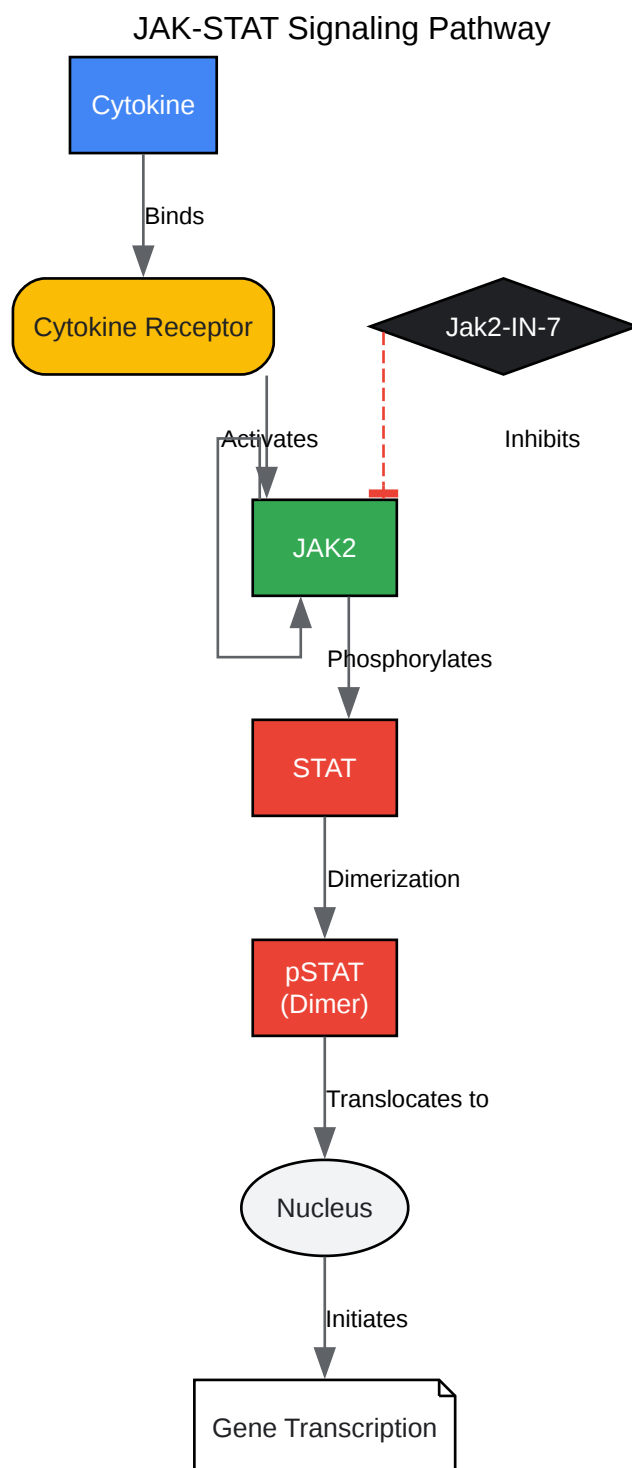 JAK-STAT Signaling Pathway
Cytokine
Binds
Cytokine Receptor
Jak2-IN-7
Activates
Inhibits
JAK2
Phosphorylates
STAT
Dimerization
pSTAT
(Dimer)
Translocates to
Nucleus
Initiates
Gene Transcription